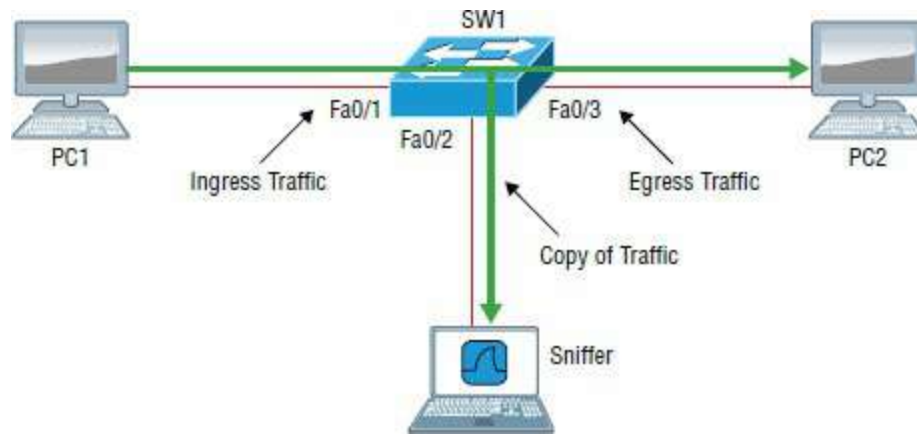 SW1
Fa0/1
Fa0/3
Fa0/2
PC1
PC2
Ingress Traffic
Egress Traffic
Copy of Traffic
Sniffer